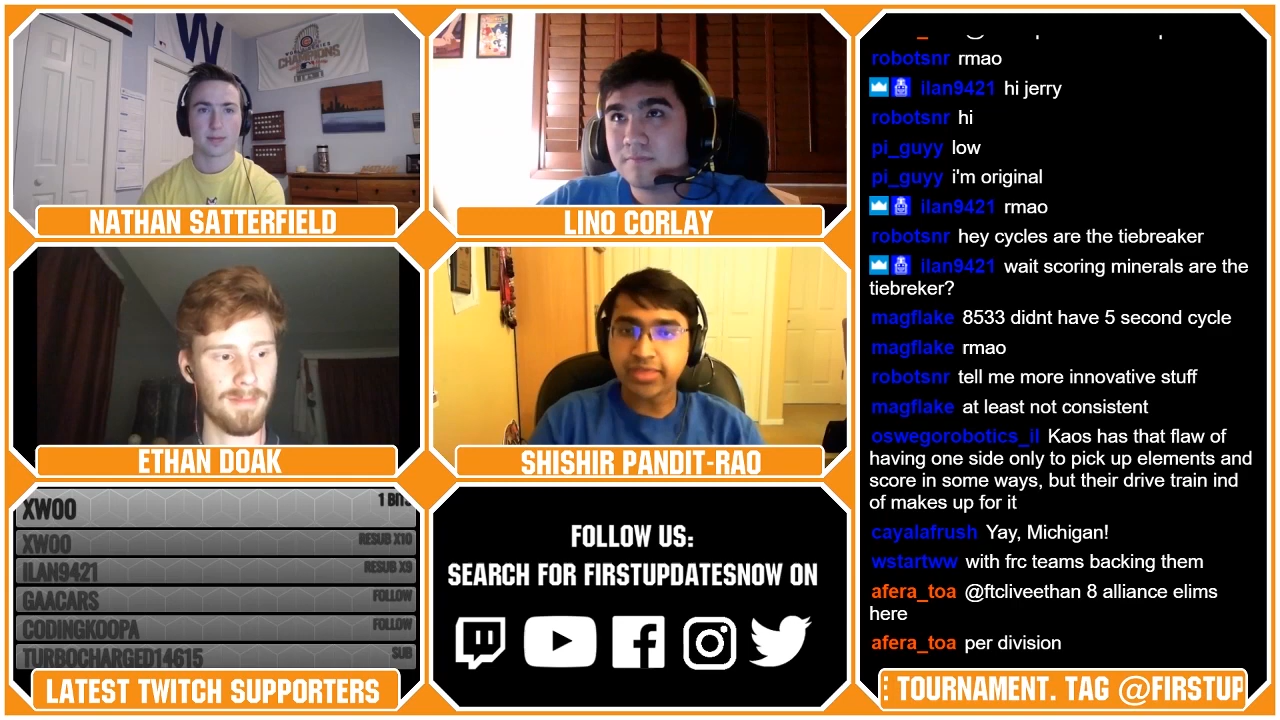 W
CHAMPIONS
NATHAN SATTERFIELD
LINO CORLAY
ETHAN DOAK
SHISHIR PANDIT-RAO
XWOO 1 BITS
XWOO RESUB X10
ILAN9421 RESUB X9
GAACARS FOLLOW
CODINGKOOPA FOLLOW
TURBOCHARGED14615 SUB
LATEST TWITCH SUPPORTERS
FOLLOW US:
SEARCH FOR FIRSTUPDATESNOW ON
robotsnr rmao
ilan9421 hi jerry
robotsnr hi
pi_guyy low
pi_guyy i'm original
ilan9421 rmao
robotsnr hey cycles are the tiebreaker
ilan9421 wait scoring minerals are the
tiebreker?
magflake 8533 didnt have 5 second cycle
magflake rmao
robotsnr tell me more innovative stuff
magflake at least not consistent
oswegorobotics_il Kaos has that flaw of
having one side only to pick up elements and
score in some ways, but their drive train ind
of makes up for it
cayalafrush Yay, Michigan!
wstartww with frc teams backing them
afera_toa @ftcliveethan 8 alliance elims
here
afera_toa per division
: TOURNAMENT. TAG @FIRSTUP